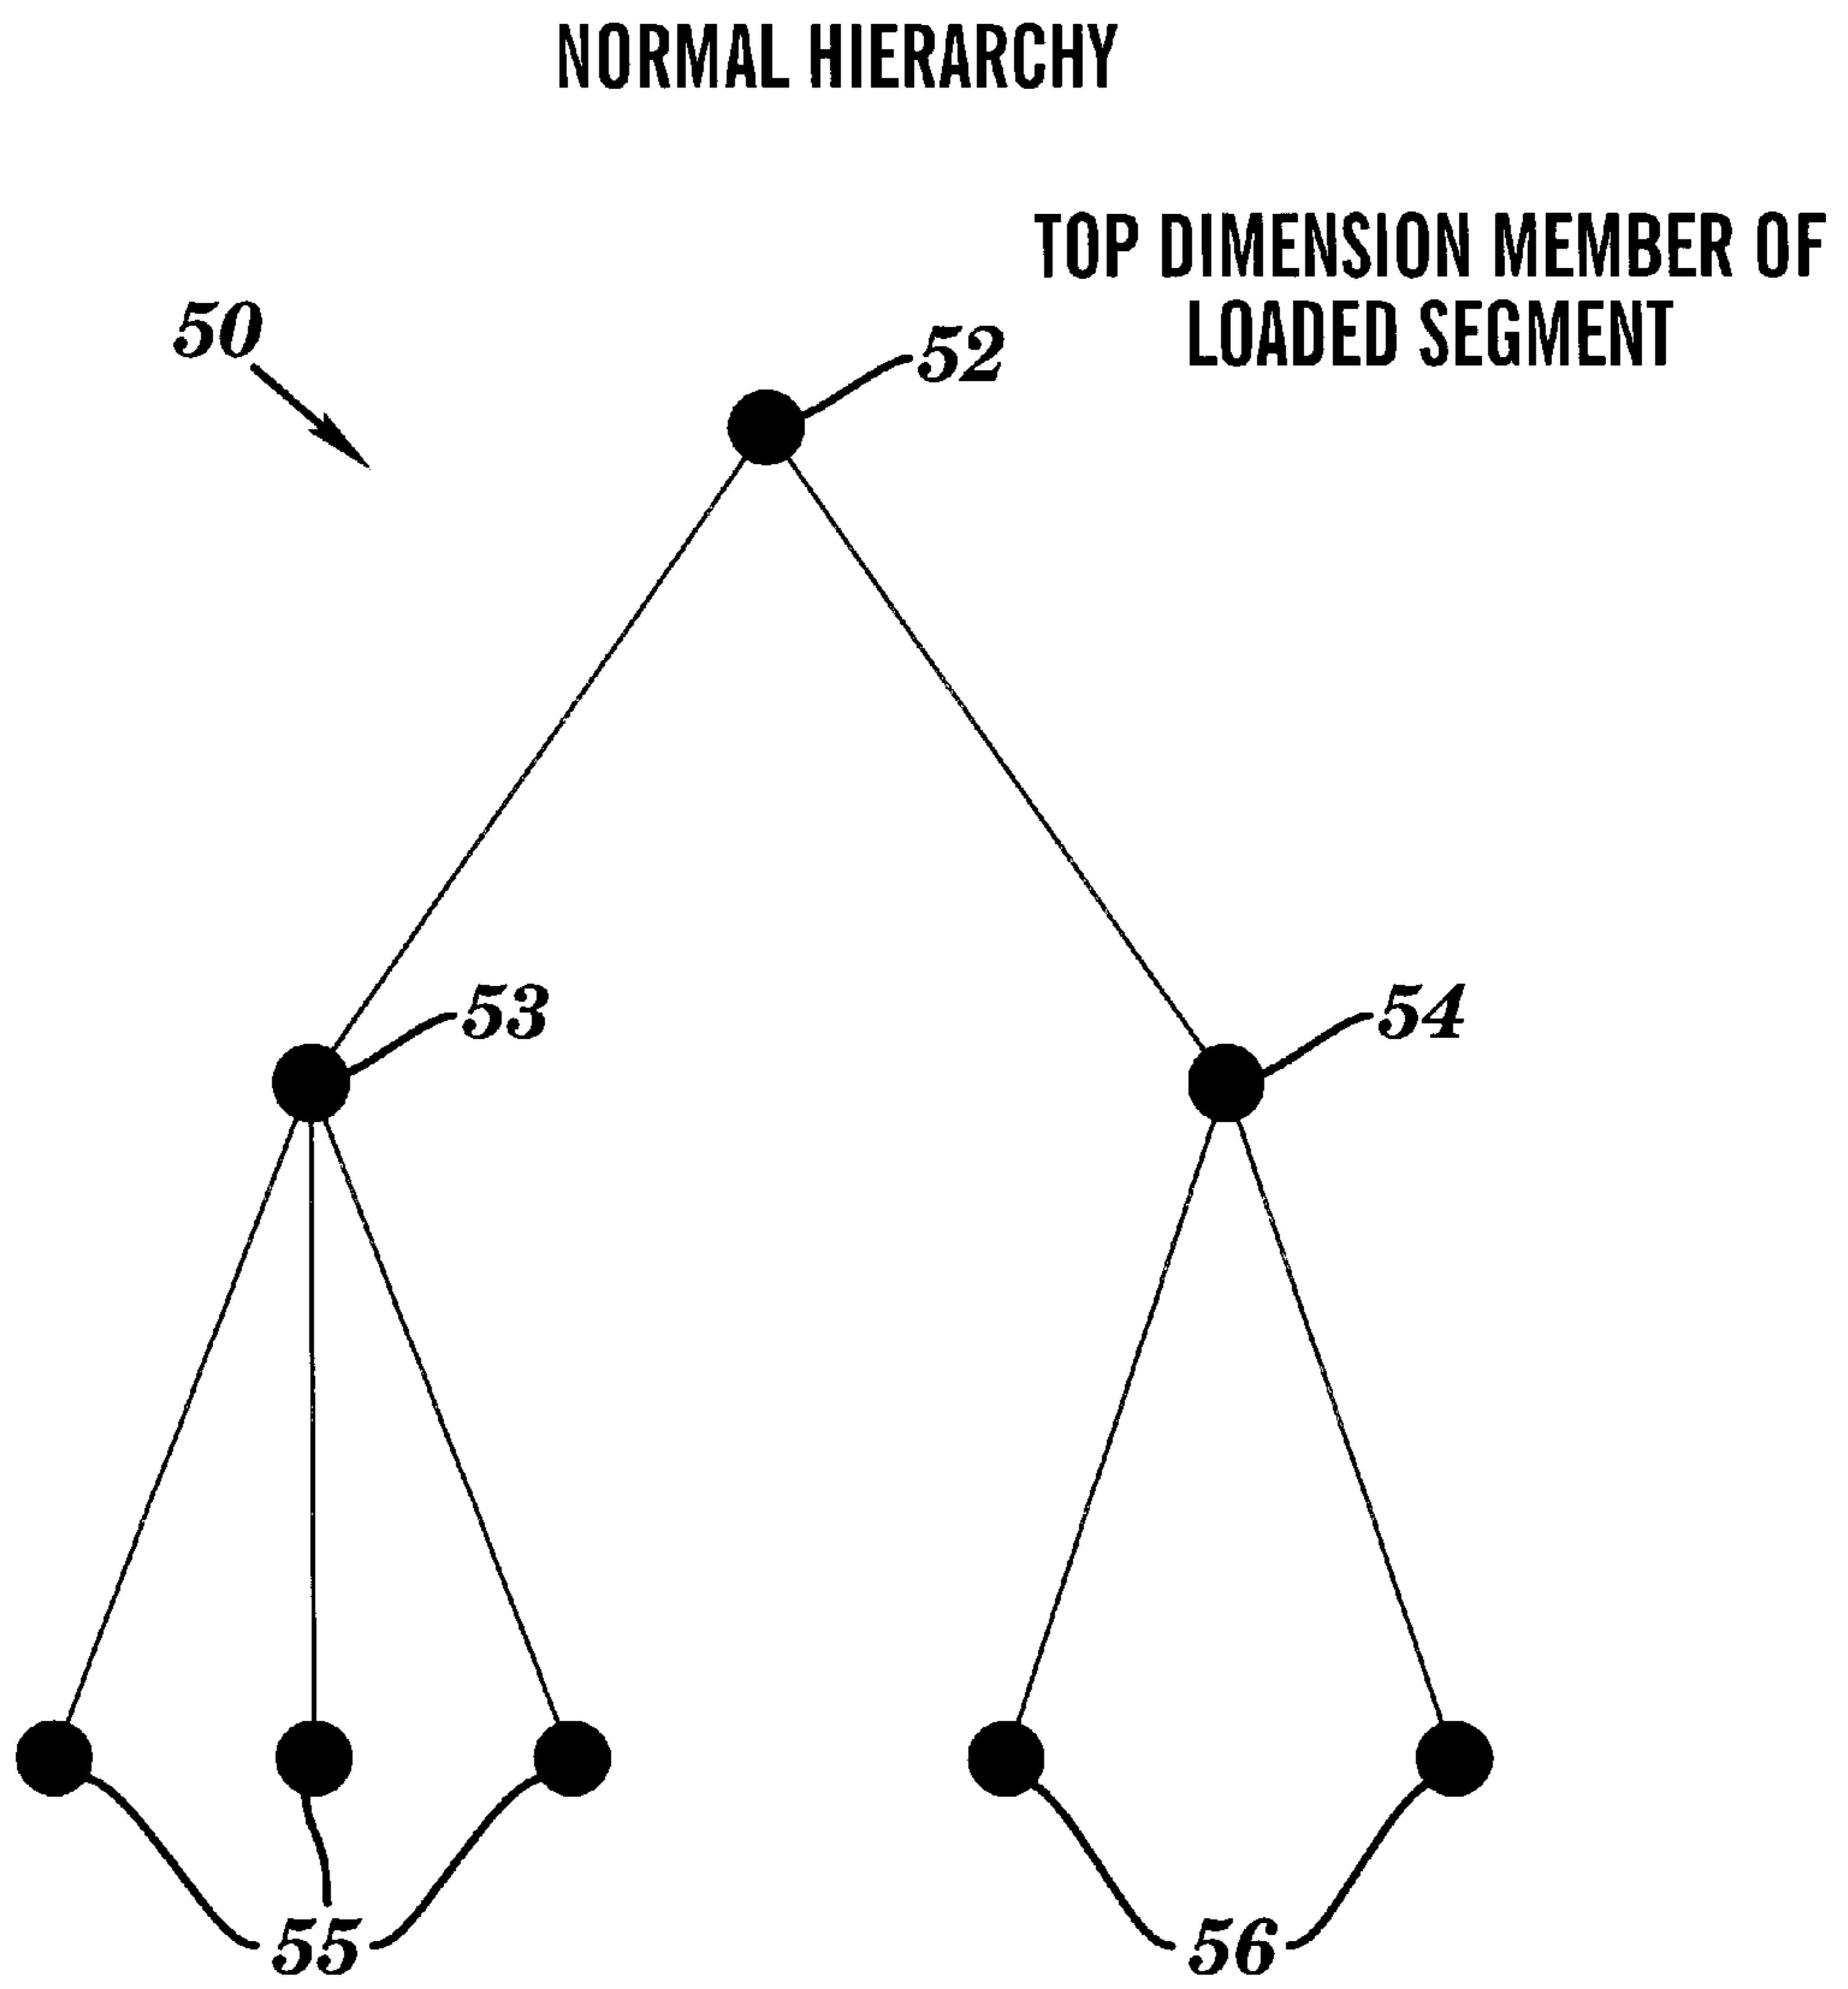 NORMAL HIERARCHY
TOP DIMENSION MEMBER OF
LOADED SEGMENT
50
52
53
54
55
56